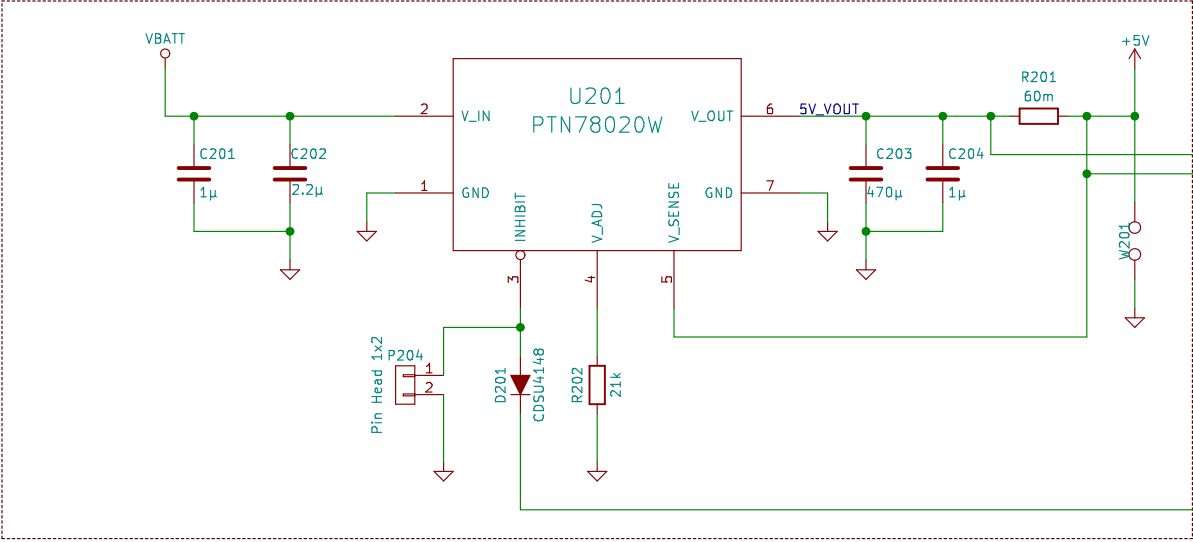 VBATT
+5V
U201
PTN78020W
R201
60m
2
V_IN
V_OUT
6
5V_VOUT
C201
1µ
C202
2.2µ
C203
470µ
C204
1µ
1
GND
GND
7
INHIBIT
V_ADJ
V_SENSE
3
4
5
W201
Pin Head 1x2
P204
1
2
D201
CDSU4148
R202
21k